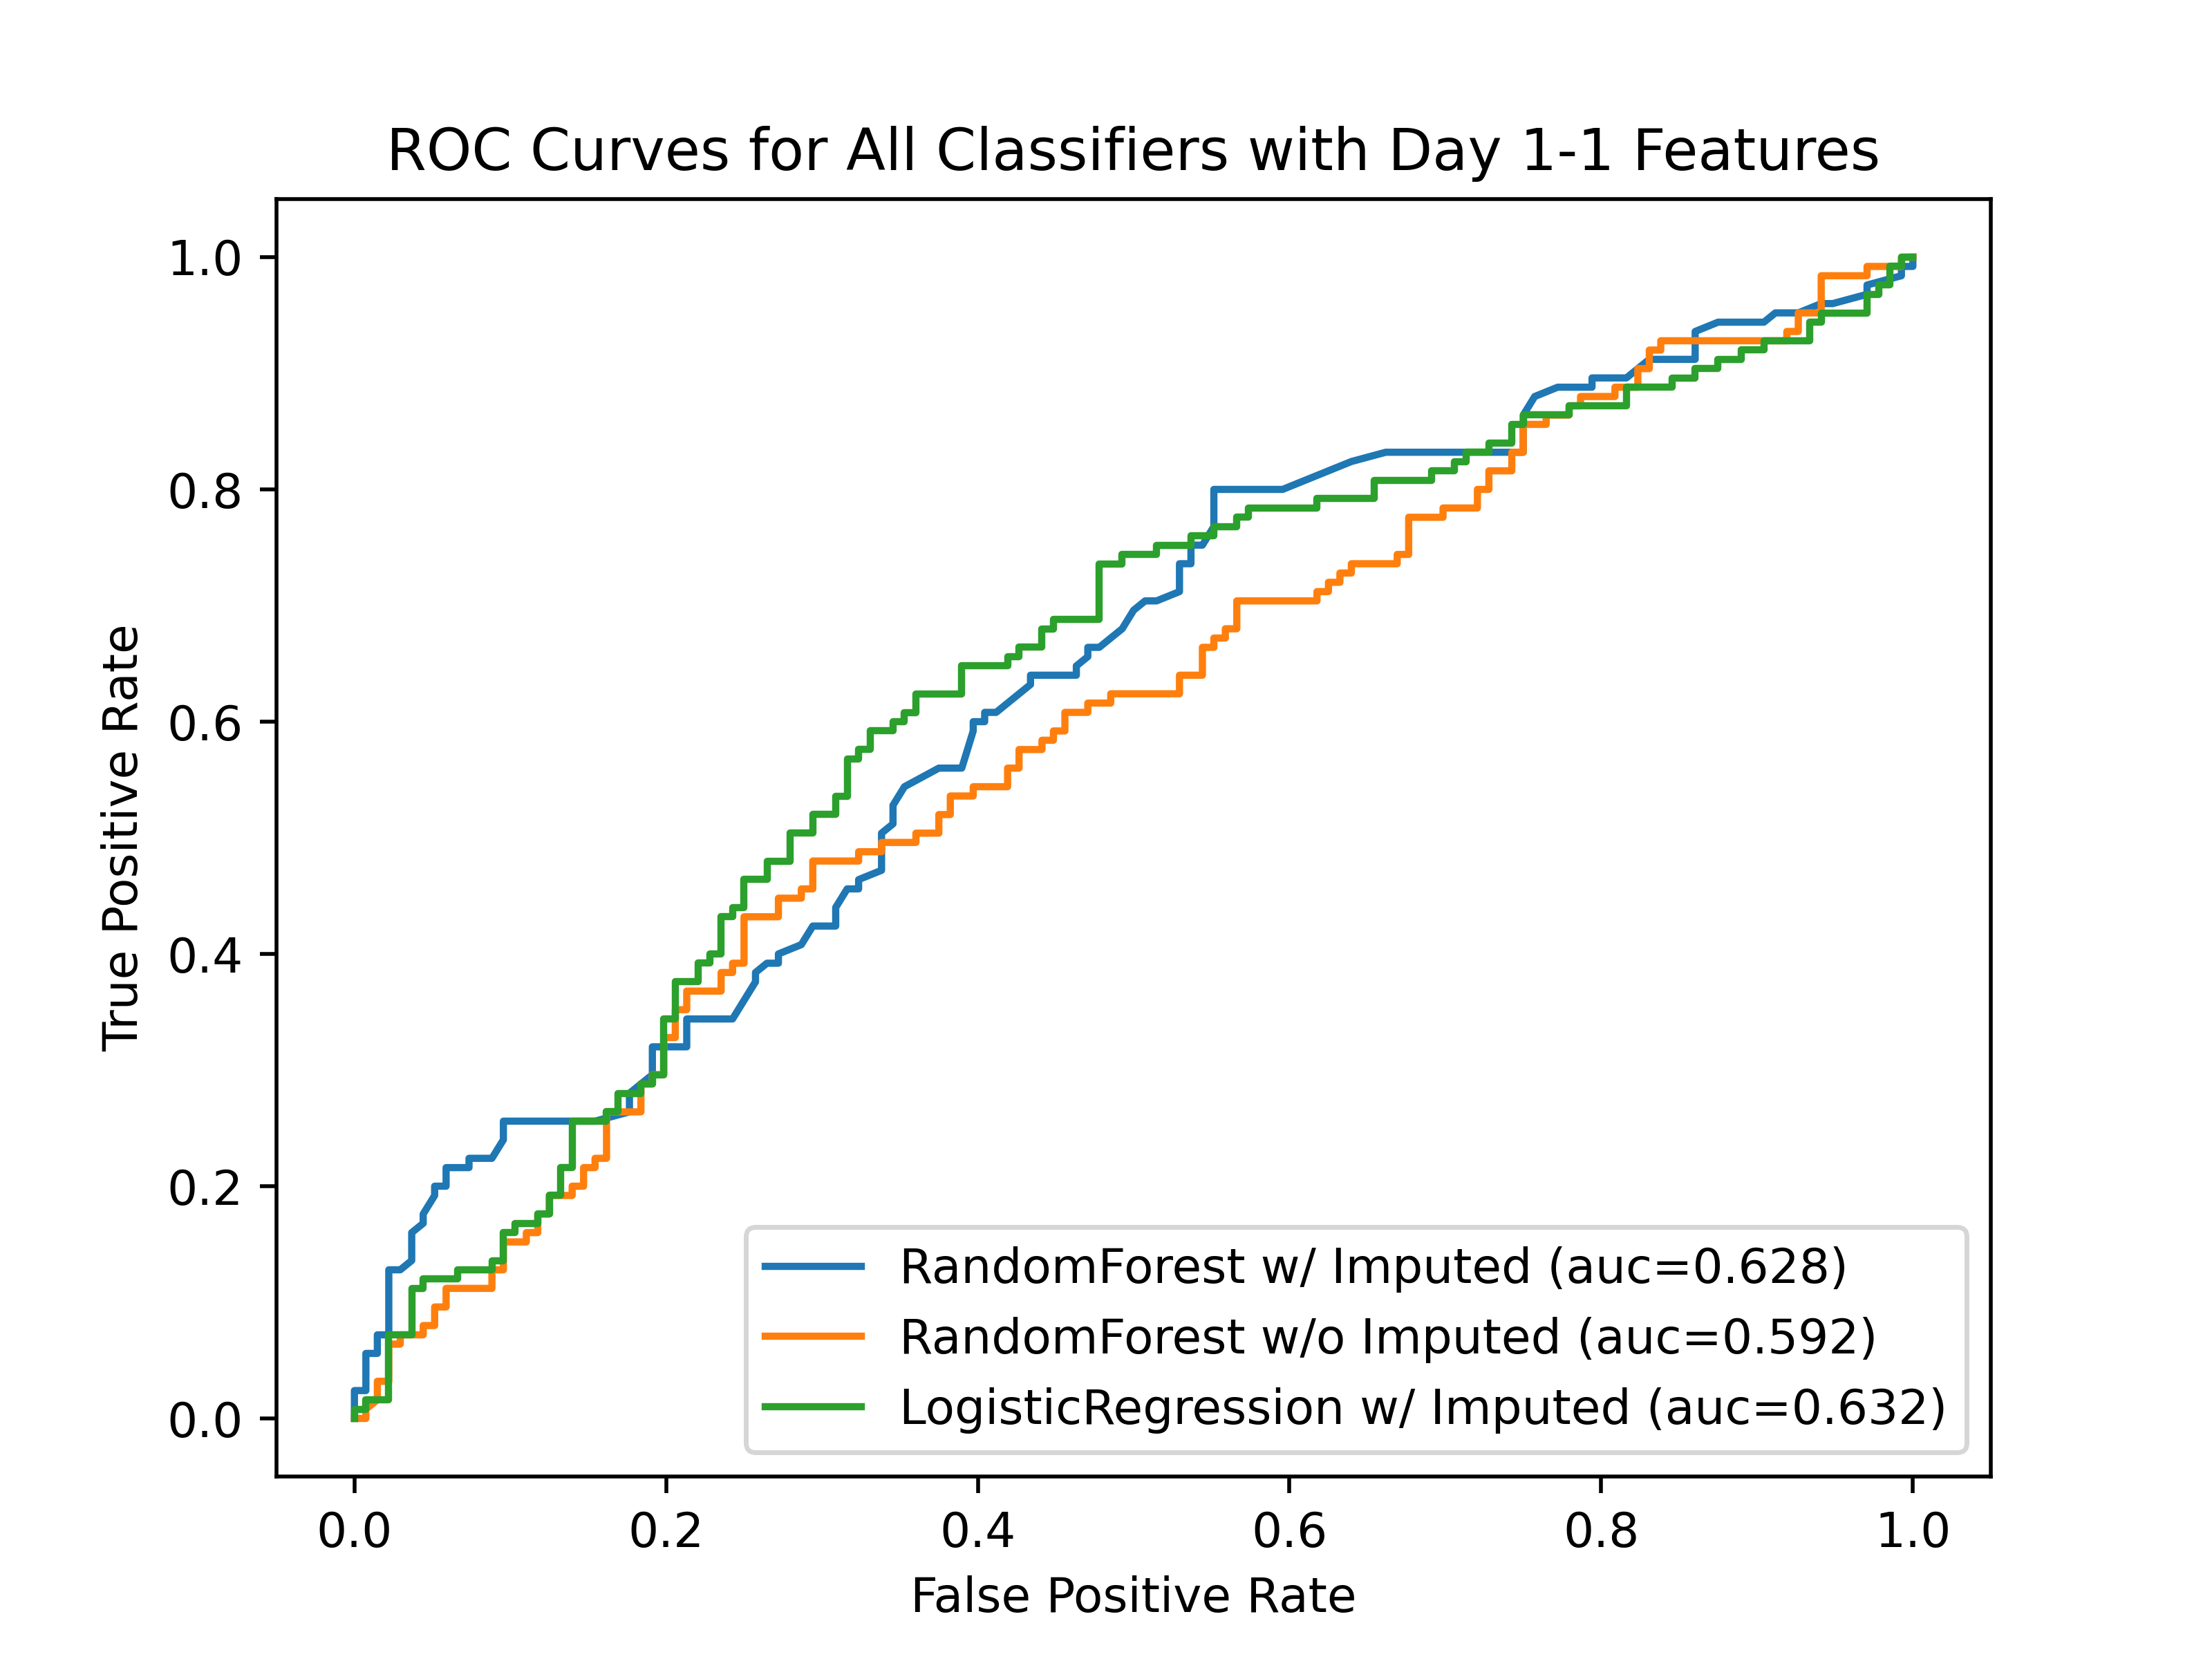 ROC Curves for All Classifiers with Day 1-1 Features
1.0
0.8
0.6
0.4
0.2
0.0
True Positive Rate
RandomForest w/ Imputed (auc=0.628)
RandomForest w/o Imputed (auc=0.592)
LogisticRegression w/ Imputed (auc=0.632)
0.0 0.2 0.4 0.6 0.8 1.0
False Positive Rate